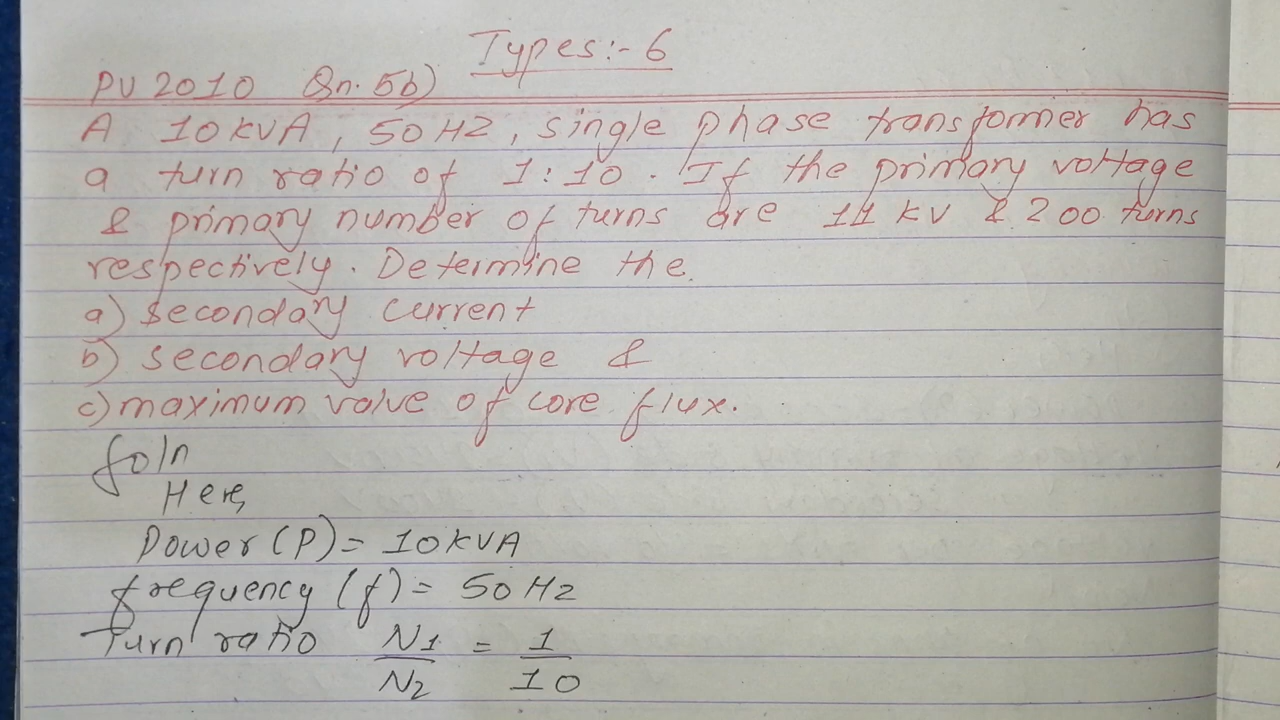 Types:- 6
PU 2010 Qn. 5b)
A 10 KVA, 50 HZ, single phase transformer has
a turn ratio of 1:10. If the primary voltage
& primary number of turns are 11 KV & 200 turns
respectively. Determine the.
a) secondary current
b) secondary voltage &
c) maximum value of core flux.
Soln
Here,
Power (P) = 10 KVA
frequency (f) = 50 Hz
Turn ratio N1/N2 = 1/10